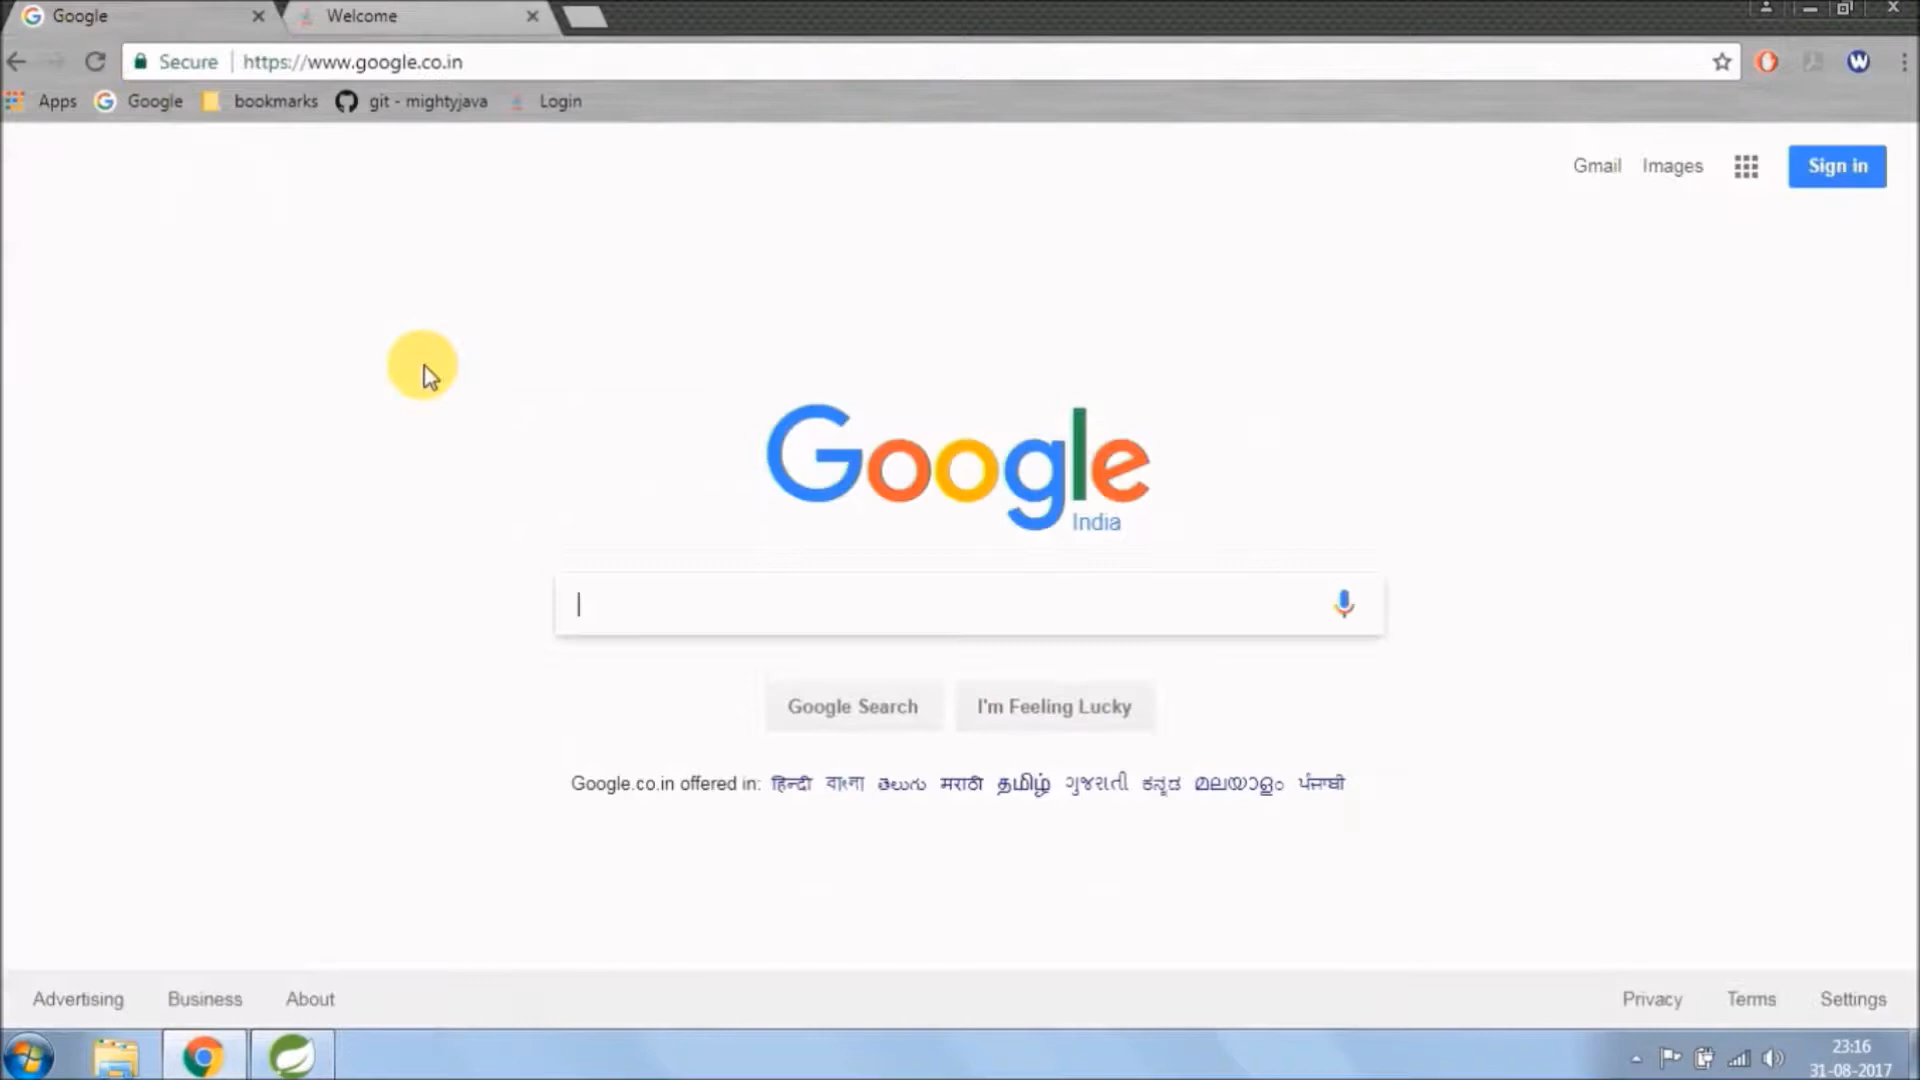 Google
Welcome
Secure
https://www.google.co.in
Apps
Google
bookmarks
git - mightyjava
Login
Gmail
Images
Sign in
Google
India
Google Search
I'm Feeling Lucky
Google.co.in offered in: हिन्दी বাংলা తెలుగు मराठी தமிழ் ગુજરાતી ಕನ್ನಡ മലയാളം ਪੰਜਾਬੀ
Advertising
Business
About
Privacy
Terms
Settings
23:16
31-08-2017